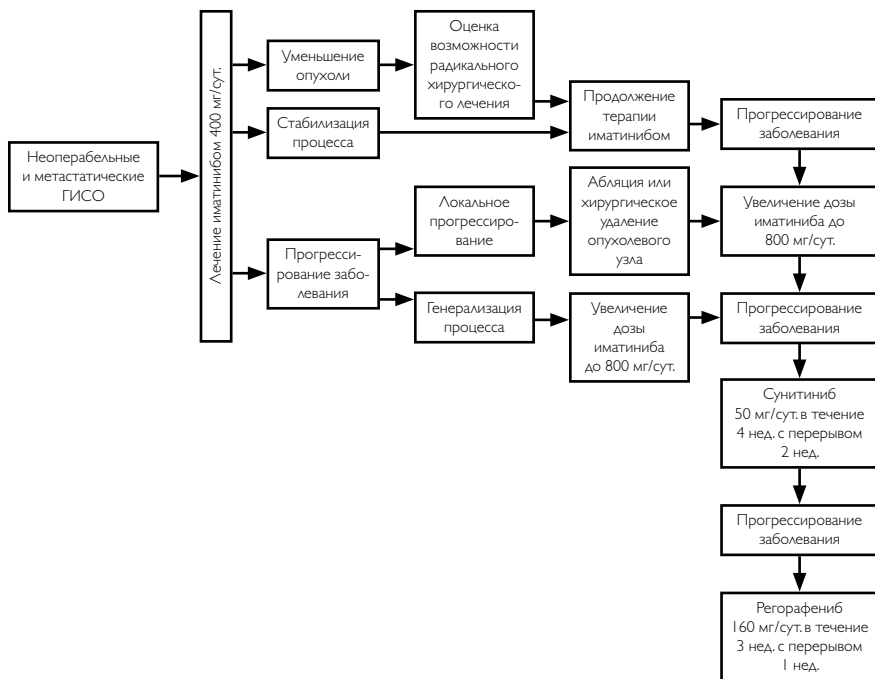 Неоперабельные
и метастатические
ГИСО
Лечение иматинибом 400 мг/сут.
Уменьшение
опухоли
Оценка
возможности
радикального
хирургическо-
го лечения
Стабилизация
процесса
Продолжение
терапии
иматинибом
Прогрессирование
заболевания
Прогресси-
рование забо-
левания
Локальное
прогрессиро-
вание
Абляция или
хирургическое
удаление
опухолевого
узла
Увеличение дозы
иматиниба до
800 мг/сут.
Генерализация
процесса
Увеличение
дозы
иматиниба
до 800 мг/сут.
Прогрессирование
заболевания
Сунитиниб
50 мг/сут. в течение
4 нед. с перерывом
2 нед.
Прогрессирование
заболевания
Регорафениб
160 мг/сут. в течение
3 нед. с перерывом
1 нед.